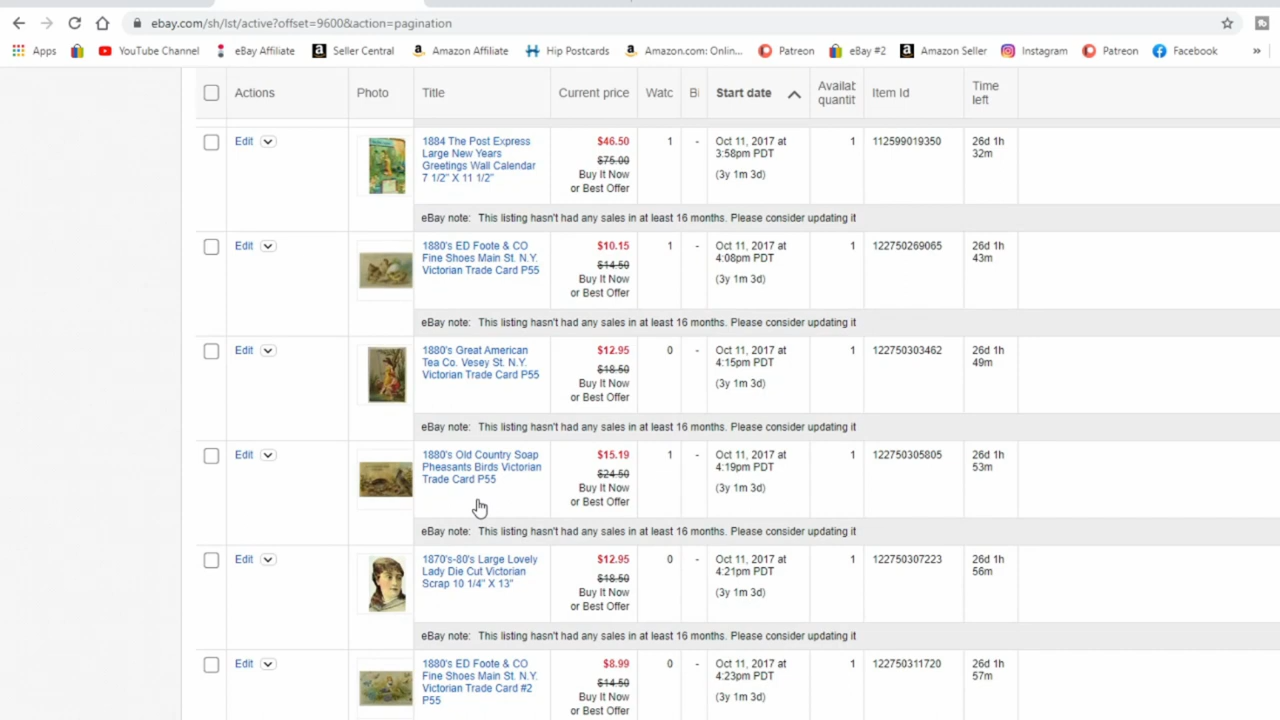 ebay.com/sh/lst/active?offset=9600&action=pagination
Apps YouTube Channel eBay Affiliate Seller Central Amazon Affiliate Hip Postcards Amazon.com: Onlin... Patreon eBay #2 Amazon Seller Instagram Patreon Facebook »
Actions Photo Title Current price Watc Bi Start date Availab quantit Item Id Time left
Edit 1884 The Post Express $46.50 1 - Oct 11, 2017 at 1 112599019350 26d 1h
Large New Years $75.00 3:58pm PDT 32m
Greetings Wall Calendar Buy It Now (3y 1m 3d)
7 1/2" X 11 1/2" or Best Offer
eBay note: This listing hasn't had any sales in at least 16 months. Please consider updating it
Edit 1880's ED Foote & CO $10.15 1 - Oct 11, 2017 at 1 122750269065 26d 1h
Fine Shoes Main St. N.Y. $14.50 4:08pm PDT 43m
Victorian Trade Card P55 Buy It Now (3y 1m 3d)
or Best Offer
eBay note: This listing hasn't had any sales in at least 16 months. Please consider updating it
Edit 1880's Great American $12.95 0 - Oct 11, 2017 at 1 122750303462 26d 1h
Tea Co. Vesey St. N.Y. $18.50 4:15pm PDT 49m
Victorian Trade Card P55 Buy It Now (3y 1m 3d)
or Best Offer
eBay note: This listing hasn't had any sales in at least 16 months. Please consider updating it
Edit 1880's Old Country Soap $15.19 1 - Oct 11, 2017 at 1 122750305805 26d 1h
Pheasants Birds Victorian $24.50 4:19pm PDT 53m
Trade Card P55 Buy It Now (3y 1m 3d)
or Best Offer
eBay note: This listing hasn't had any sales in at least 16 months. Please consider updating it
Edit 1870's-80's Large Lovely $12.95 0 - Oct 11, 2017 at 1 122750307223 26d 1h
Lady Die Cut Victorian $18.50 4:21pm PDT 56m
Scrap 10 1/4" X 13" Buy It Now (3y 1m 3d)
or Best Offer
eBay note: This listing hasn't had any sales in at least 16 months. Please consider updating it
Edit 1880's ED Foote & CO $8.99 0 - Oct 11, 2017 at 1 122750311720 26d 1h
Fine Shoes Main St. N.Y. $14.50 4:23pm PDT 57m
Victorian Trade Card #2 Buy It Now (3y 1m 3d)
P55 or Best Offer